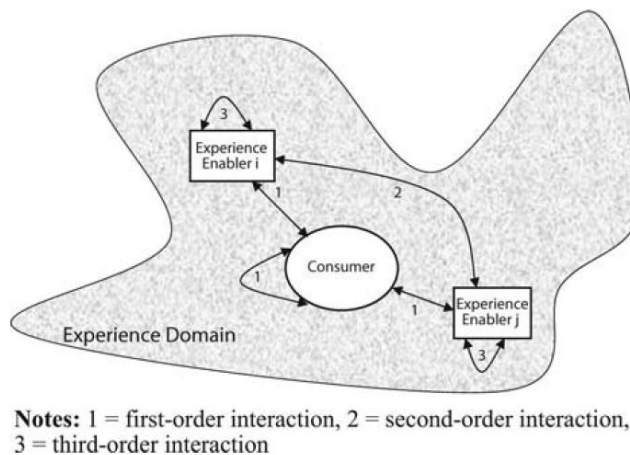 3
Experience
Enabler i
1
2
1
Consumer
1
Experience
Enabler j
3
Experience Domain
Notes: 1 = first-order interaction, 2 = second-order interaction,
3 = third-order interaction